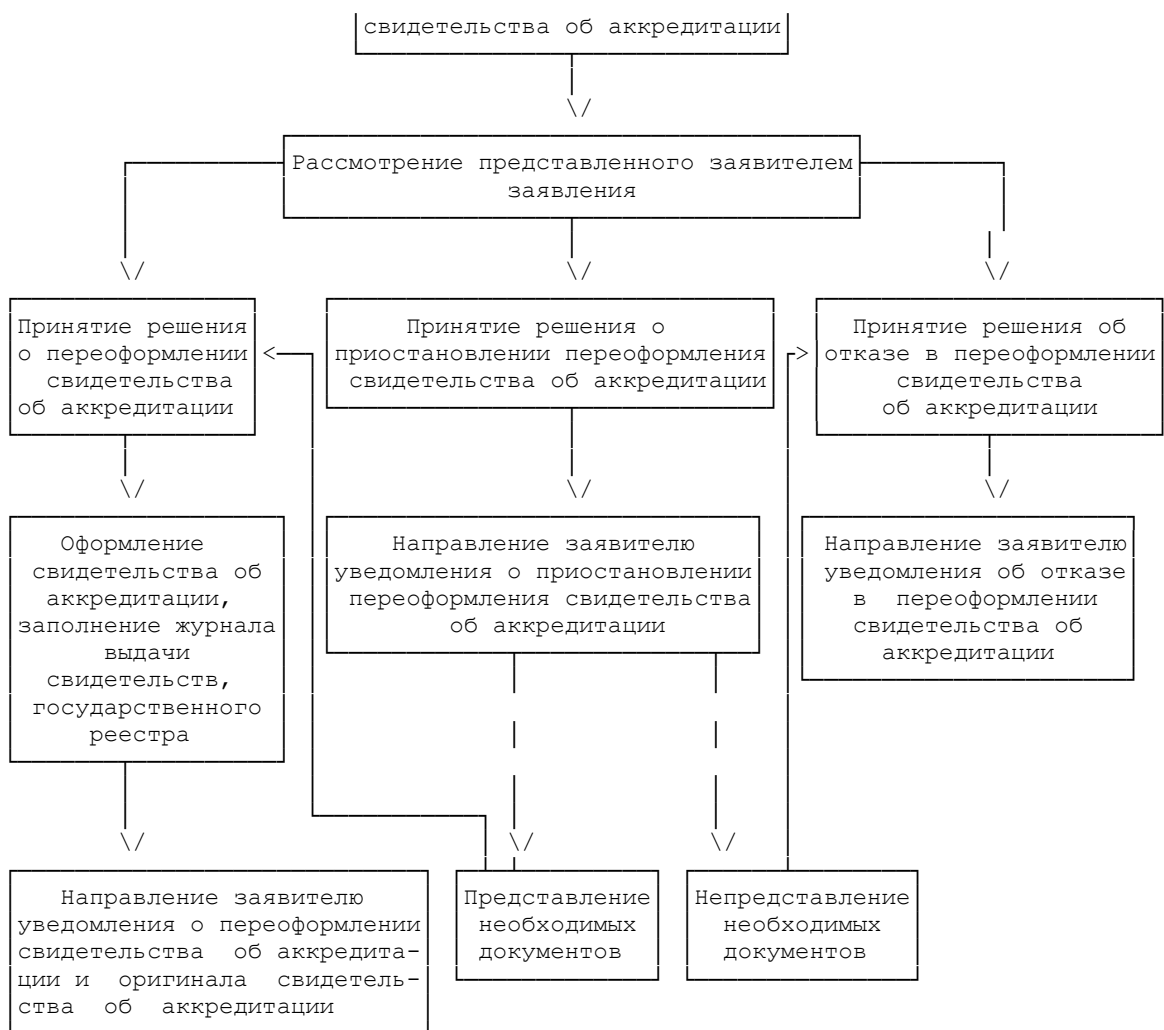 свидетельства об аккредитации
Рассмотрение представленного заявителем
заявления
Принятие решения
о переоформлении
свидетельства
об аккредитации
Принятие решения о
приостановлении переоформления
свидетельства об аккредитации
Принятие решения об
отказе в переоформлении
свидетельства
об аккредитации
Оформление
свидетельства об
аккредитации,
заполнение журнала
выдачи
свидетельств,
государственного
реестра
Направление заявителю
уведомления о приостановлении
переоформления свидетельства
об аккредитации
Направление заявителю
уведомления об отказе
в переоформлении
свидетельства об
аккредитации
Направление заявителю
уведомления о переоформлении
свидетельства об аккредита-
ции и оригинала свидетель-
ства об аккредитации
Представление
необходимых
документов
Непредставление
необходимых
документов